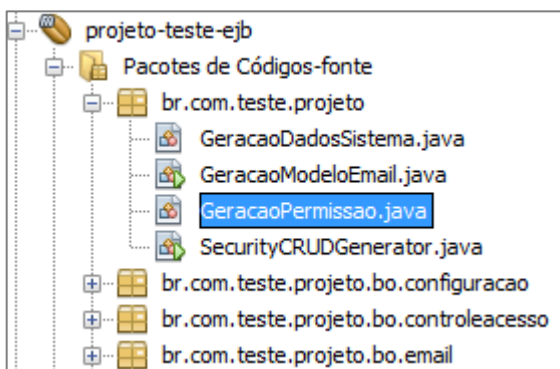 projeto-teste-ejb
Pacotes de Códigos-fonte
br.com.teste.projeto
GeracaoDadosSistema.java
GeracaoModeloEmail.java
GeracaoPermissao.java
SecurityCRUDGenerator.java
br.com.teste.projeto.bo.configuracao
br.com.teste.projeto.bo.controleacesso
br.com.teste.projeto.bo.email